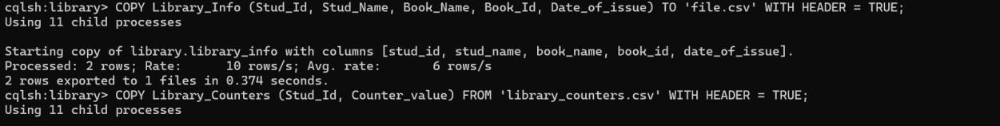 cqlsh:library> COPY Library_Info (Stud_Id, Stud_Name, Book_Name, Book_Id, Date_of_issue) TO 'file.csv' WITH HEADER = TRUE;
Using 11 child processes
Starting copy of library.library_info with columns [stud_id, stud_name, book_name, book_id, date_of_issue].
Processed: 2 rows; Rate:      10 rows/s; Avg. rate:       6 rows/s
2 rows exported to 1 files in 0.374 seconds.
cqlsh:library> COPY Library_Counters (Stud_Id, Counter_value) FROM 'library_counters.csv' WITH HEADER = TRUE;
Using 11 child processes